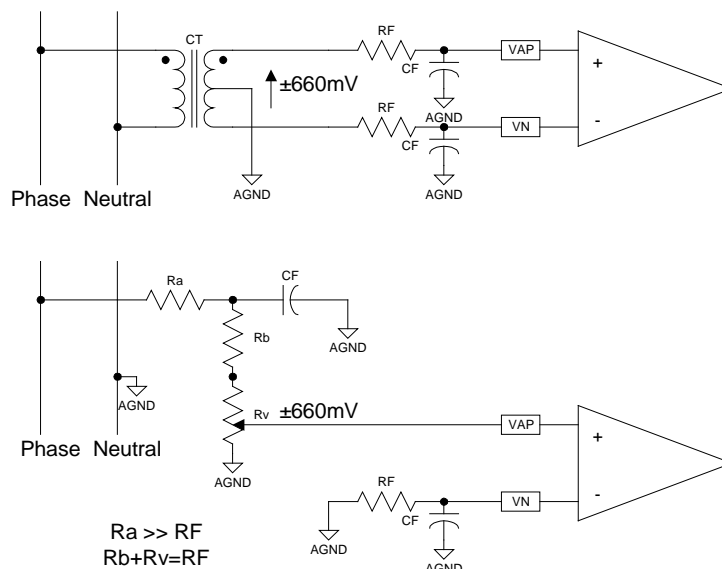 CT
RF
CF
VAP
+
±660mV
AGND
RF
CF
VN
-
AGND
AGND
Phase Neutral
Ra
CF
AGND
Rb
AGND
Rv
±660mV
VAP
+
Phase Neutral
AGND
RF
CF
VN
-
AGND
AGND
Ra >> RF
Rb+Rv=RF